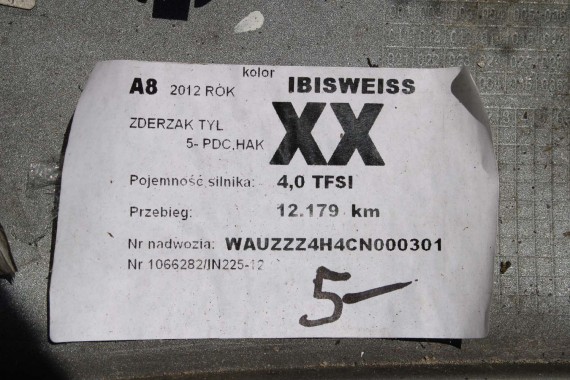 kolor
A8 2012 RÓK IBISWEISS
ZDERZAK TYŁ XX
5- PDC,HAK
Pojemność silnika: 4,0 TFSI
Przebieg: 12.179 km
Nr nadwozia: WAUZZZ4H4CN000301
Nr 1066282/IN225-12
5-